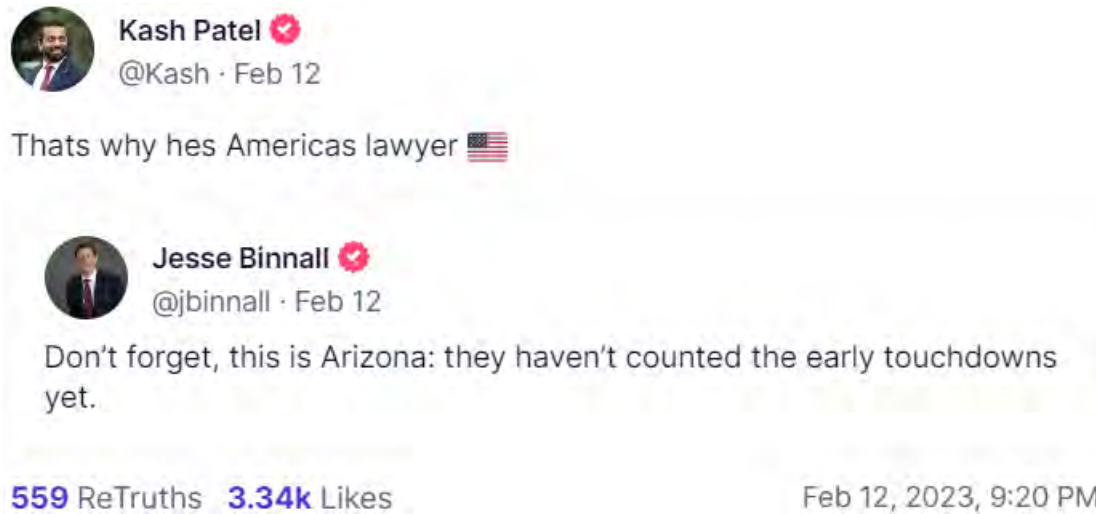 Kash Patel
@Kash · Feb 12
Thats why hes Americas lawyer 🇺🇸
Jesse Binnall
@jbinnall · Feb 12
Don’t forget, this is Arizona: they haven’t counted the early touchdowns
yet.
559 ReTruths 3.34k Likes Feb 12, 2023, 9:20 PM